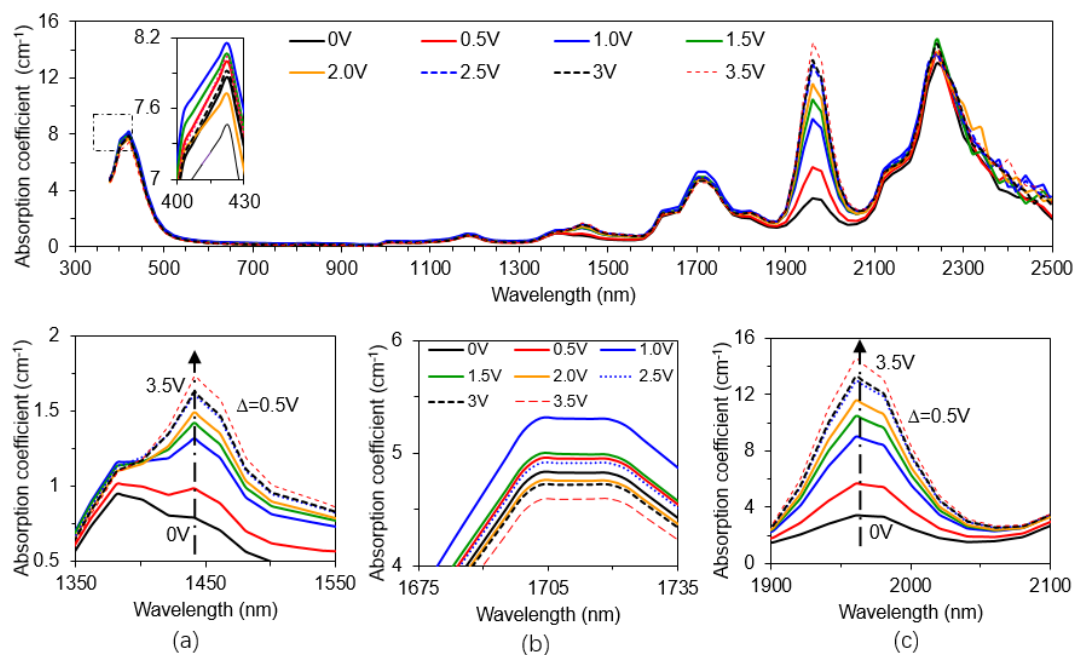 16
12
8
4
0
Absorption coefficient (cm⁻¹)
8.2
7.6
7
400 430
0V 0.5V 1.0V 1.5V
2.0V 2.5V 3V 3.5V
300 500 700 900 1100 1300 1500 1700 1900 2100 2300 2500
Wavelength (nm)
2
1.5
1
0.5
Absorption coefficient (cm⁻¹)
3.5V
Δ=0.5V
0V
1350 1450 1550
Wavelength (nm)
(a)
6
5
4
Absorption coefficient (cm⁻¹)
0V 0.5V 1.0V
1.5V 2.0V 2.5V
3V 3.5V
1675 1705 1735
Wavelength (nm)
(b)
16
12
8
4
0
Absorption coefficient (cm⁻¹)
3.5V
Δ=0.5V
0V
1900 2000 2100
Wavelength (nm)
(c)